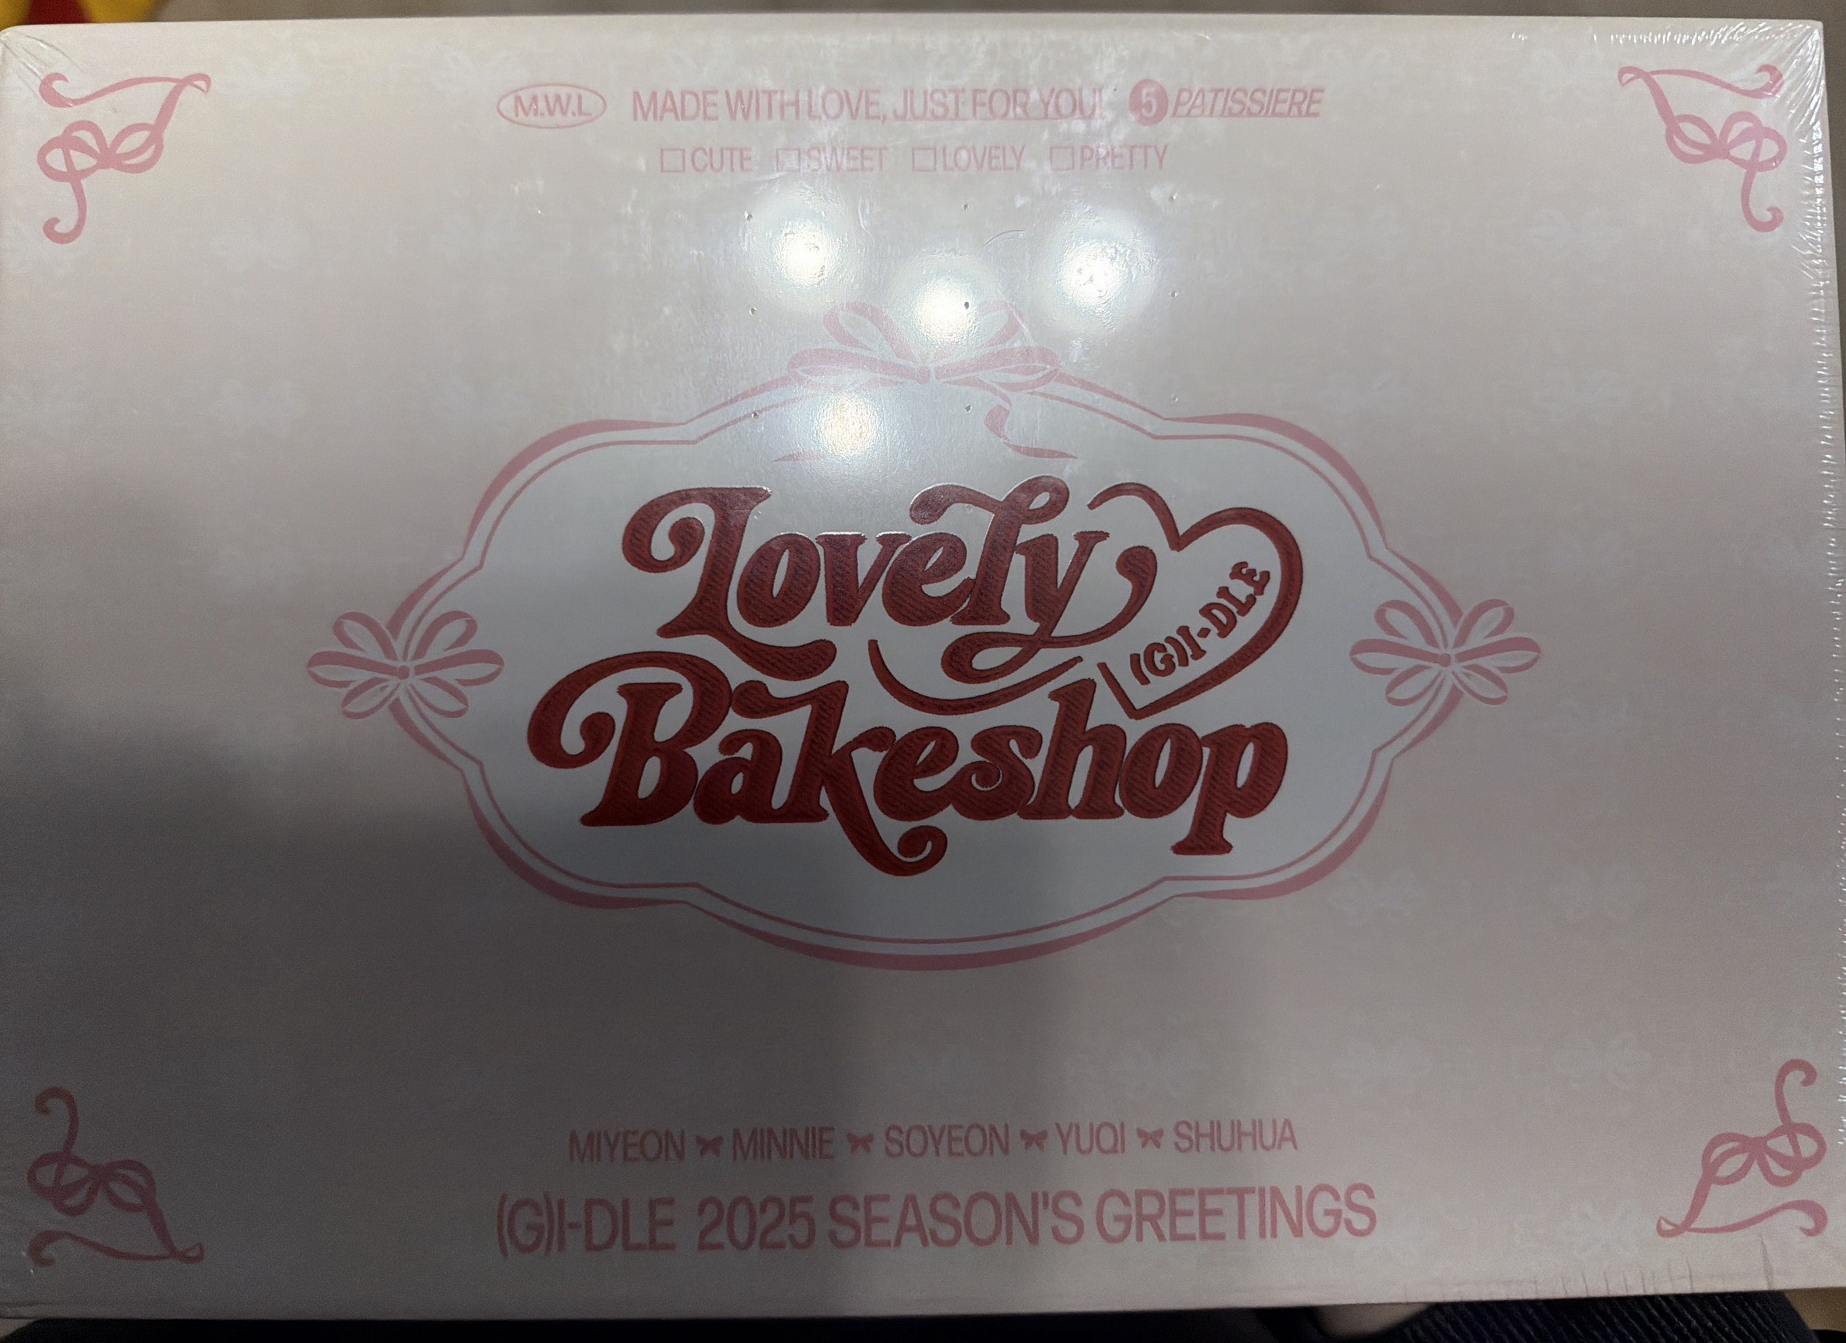 M.W.L MADE WITH LOVE, JUST FOR YOU! 5 PATISSIERE
CUTE SWEET LOVELY PRETTY
Lovely
(G)I-DLE
Bakeshop
MIYEON MINNIE SOYEON YUQI SHUHUA
(G)I-DLE 2025 SEASON'S GREETINGS